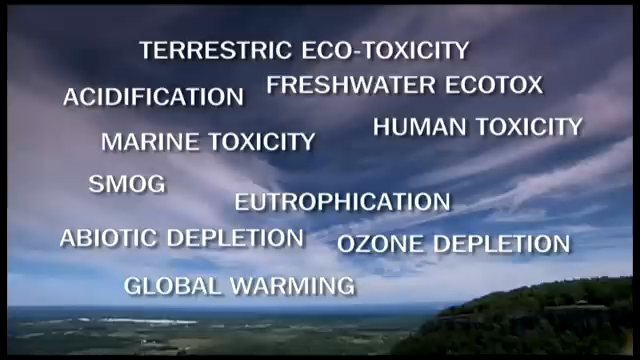 TERRESTRIC ECO-TOXICITY
FRESHWATER ECOTOX
ACIDIFICATION
HUMAN TOXICITY
MARINE TOXICITY
SMOG
EUTROPHICATION
ABIOTIC DEPLETION
OZONE DEPLETION
GLOBAL WARMING